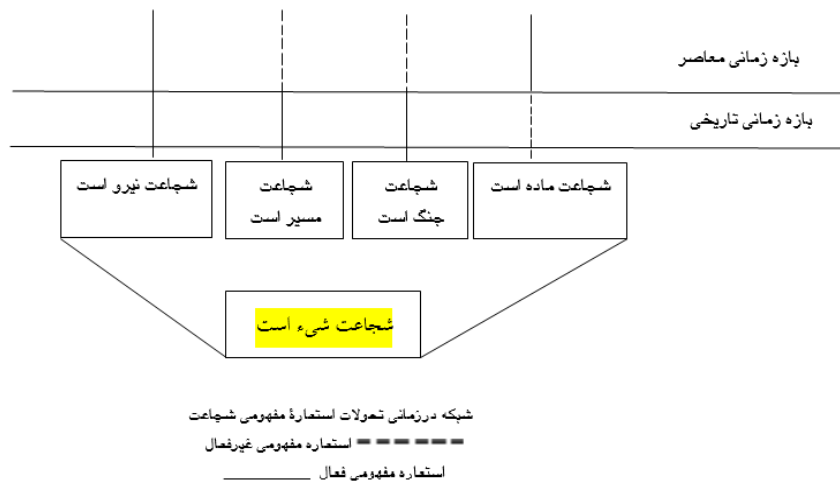 بازه زمانی معاصر
بازه زمانی تاریخی
شجاعت ماده است
شجاعت
جنگ است
شجاعت
مسیر است
شجاعت نیرو است
شجاعت شیء است
شبکه درزمانی تحولات استعارۀ مفهومی شجاعت
استعاره مفهومی غیرفعال
استعاره مفهومی فعال